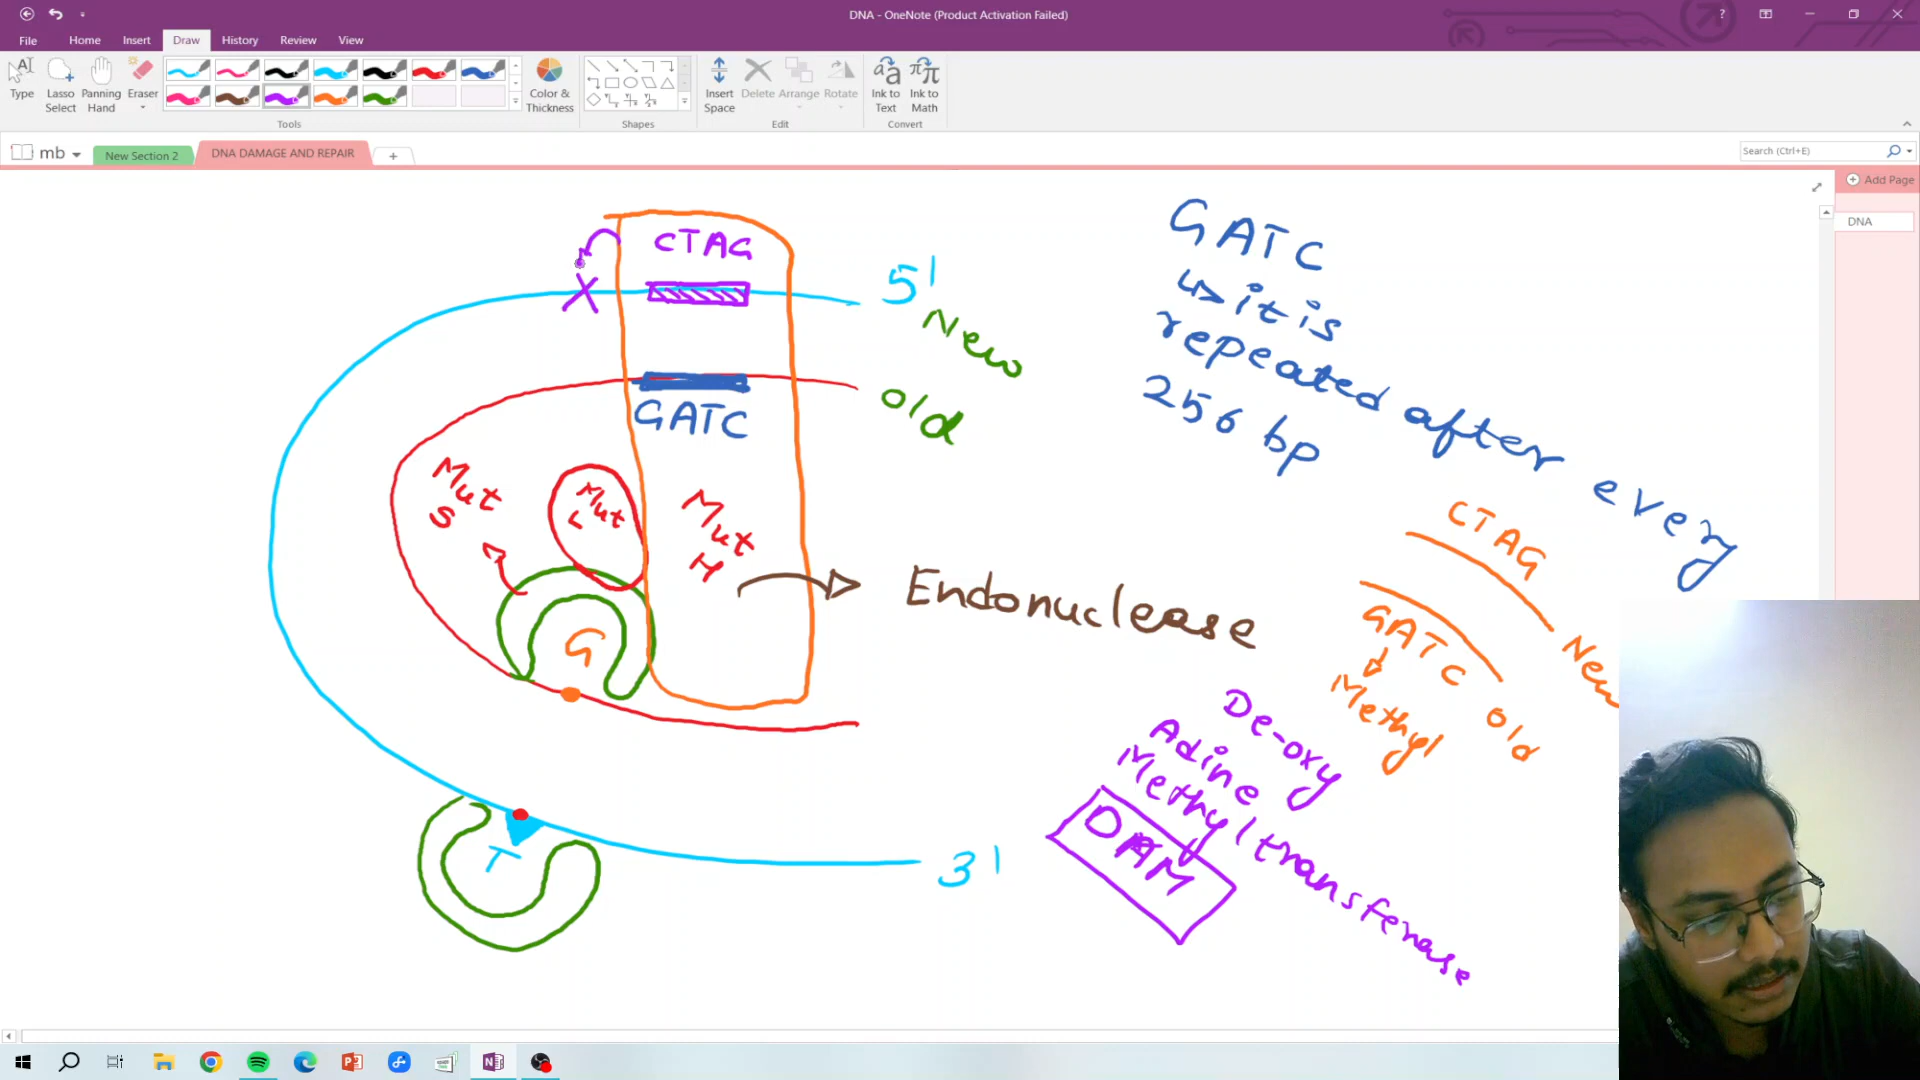 DNA - OneNote (Product Activation Failed)
?
File Home Insert Draw History Review View
Type
Lasso Select
Panning Hand
Eraser
Color & Thickness
Insert Space
Delete
Arrange
Rotate
Ink to Text
Ink to Math
Tools
Shapes
Edit
Convert
mb
New Section 2
DNA DAMAGE AND REPAIR
+
Search (Ctrl+E)
Add Page
DNA
CTAG
X
5'
New
old
GATC
Mut
S
Mut
L
Mut
H
Endonuclease
G
T
3'
GATC
↳ it is
repeated after every
256 bp
CTAG
GATC
New
old
Methyl
De-oxy
Adine
Methyltransferase
DAM